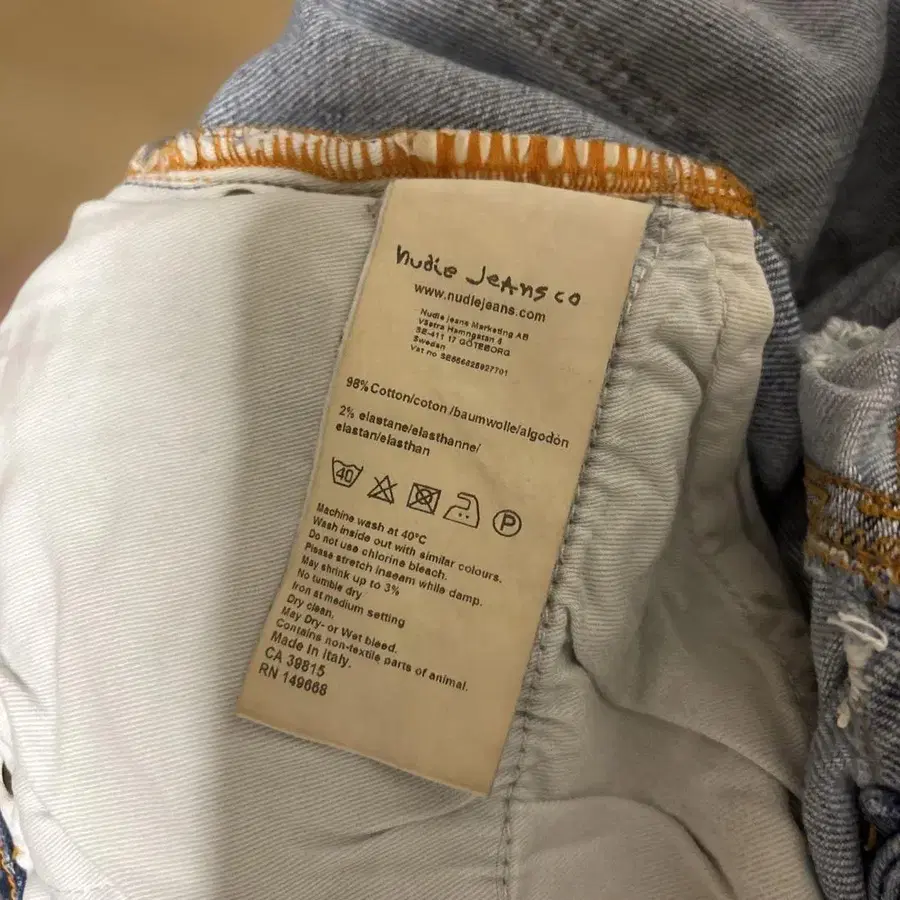 nudie jeans co
www.nudiejeans.com
Nudie Jeans Marketing AB
Västra Hamngatan 4
SE-411 17 GÖTEBORG
Sweden
Vat no SE556625927701
98% Cotton/coton/baumwolle/algodón
2% elastane/elasthanne/
elastan/elasthan
40 P
Machine wash at 40°C
Wash inside out with similar colours.
Do not use chlorine bleach.
Please stretch inseam while damp.
May shrink up to 3%
No tumble dry
Iron at medium setting
Dry clean.
May Dry- or Wet bleed.
Contains non-textile parts of animal.
Made in Italy.
CA 39815
RN 149668